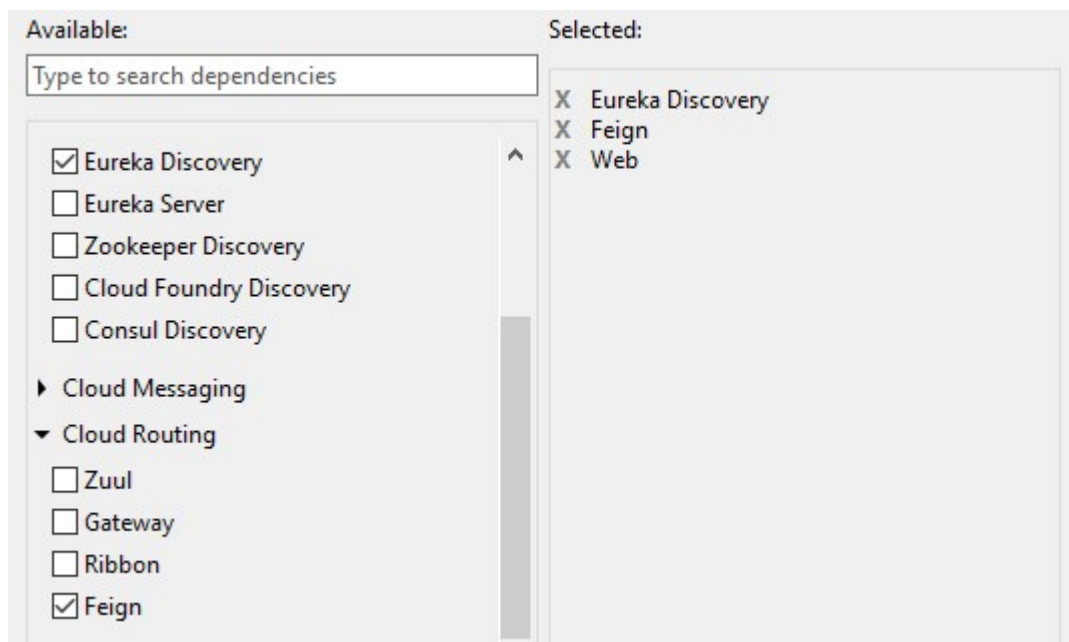 Available:
Type to search dependencies
Eureka Discovery
Eureka Server
Zookeeper Discovery
Cloud Foundry Discovery
Consul Discovery
Cloud Messaging
Cloud Routing
Zuul
Gateway
Ribbon
Feign
Selected:
X Eureka Discovery
X Feign
X Web